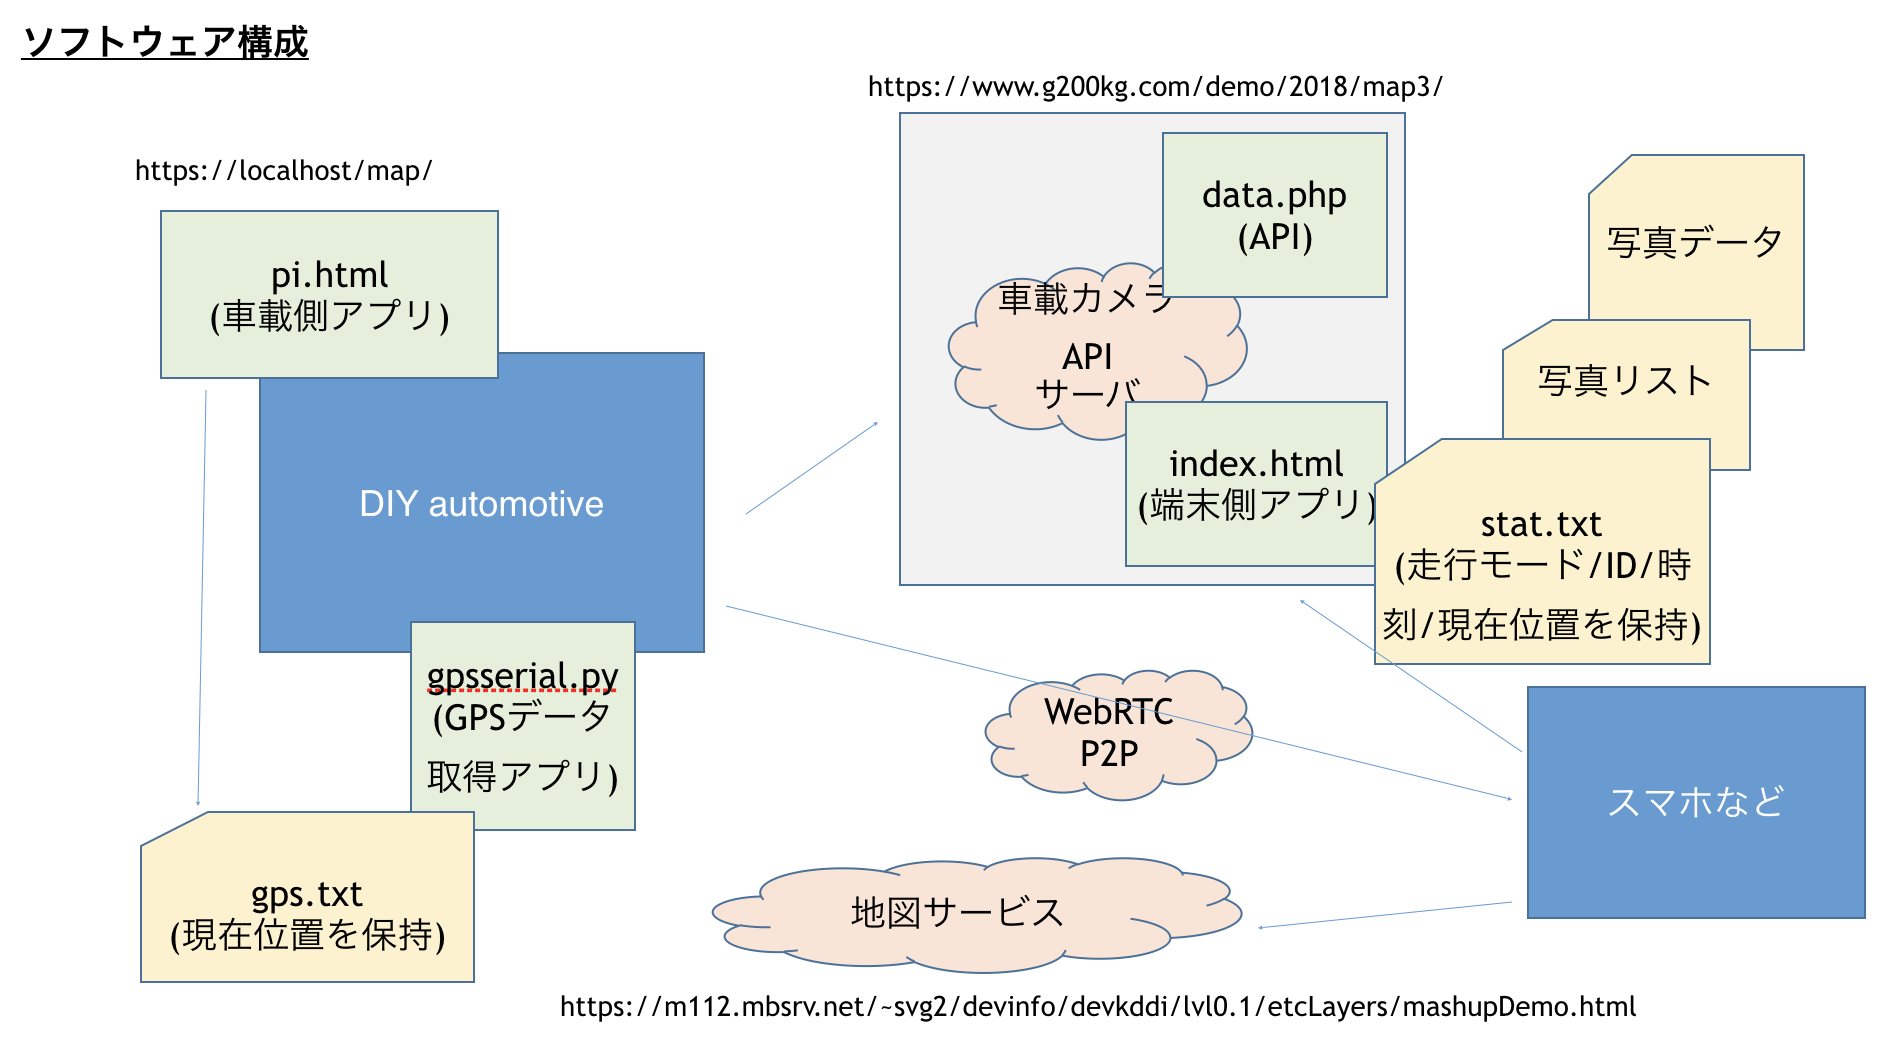 ソフトウェア構成
https://www.g200kg.com/demo/2018/map3/
https://localhost/map/
data.php
(API)
写真データ
pi.html
(車載側アプリ)
車載カメラ
API
サーバ
写真リスト
index.html
(端末側アプリ)
DIY automotive
stat.txt
(走行モード/ID/時
刻/現在位置を保持)
gpsserial.py
(GPSデータ
取得アプリ)
WebRTC
P2P
スマホなど
gps.txt
(現在位置を保持)
地図サービス
https://m112.mbsrv.net/~svg2/devinfo/devkddi/lvl0.1/etcLayers/mashupDemo.html